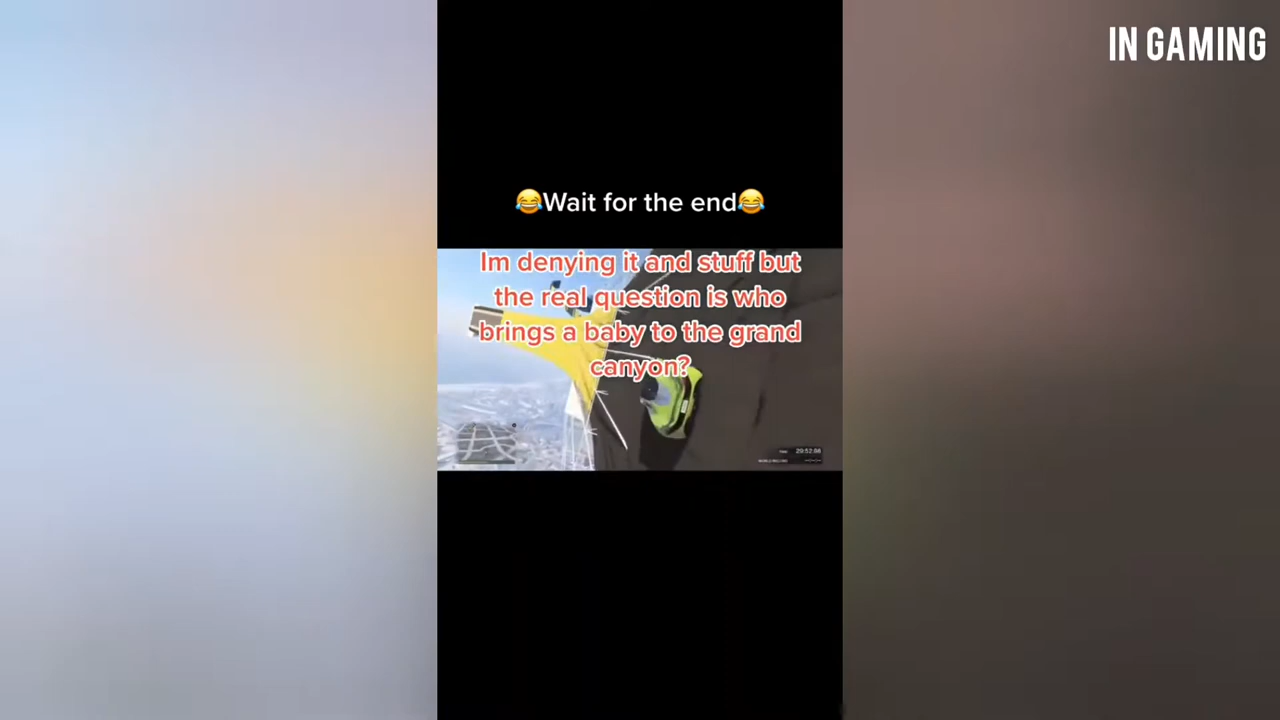 IN GAMING
😂Wait for the end😂
Im denying it and stuff but
the real question is who
brings a baby to the grand
canyon?